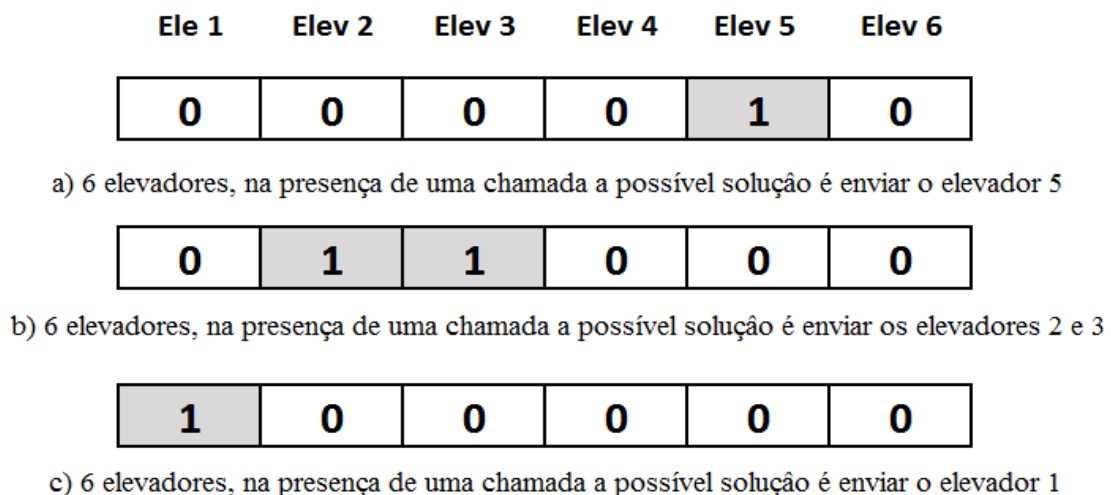 Ele 1 Elev 2 Elev 3 Elev 4 Elev 5 Elev 6
0 0 0 0 1 0
a) 6 elevadores, na presença de uma chamada a possível soluçâo é enviar o elevador 5
0 1 1 0 0 0
b) 6 elevadores, na presença de uma chamada a possível soluçâo é enviar os elevadores 2 e 3
1 0 0 0 0 0
c) 6 elevadores, na presença de uma chamada a possível soluçâo é enviar o elevador 1